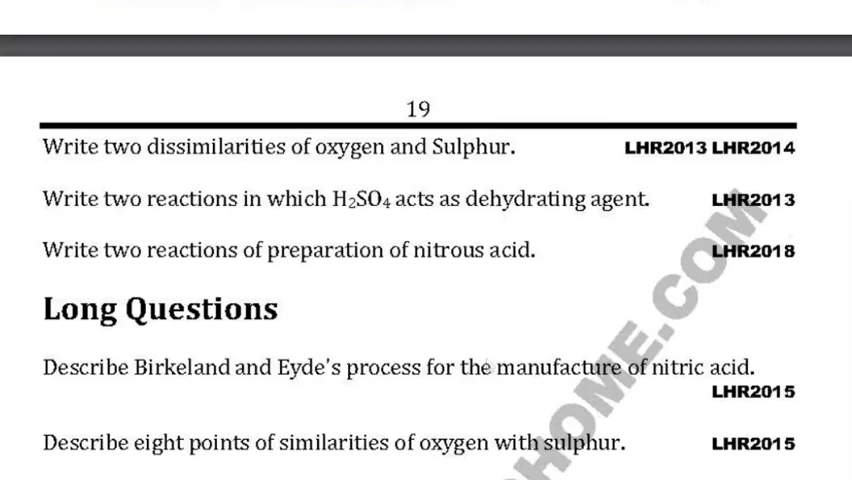 19
Write two dissimilarities of oxygen and Sulphur. LHR2013 LHR2014
Write two reactions in which H₂SO₄ acts as dehydrating agent. LHR2013
Write two reactions of preparation of nitrous acid. LHR2018
Long Questions
Describe Birkeland and Eyde's process for the manufacture of nitric acid.
LHR2015
Describe eight points of similarities of oxygen with sulphur. LHR2015
HOME.COM